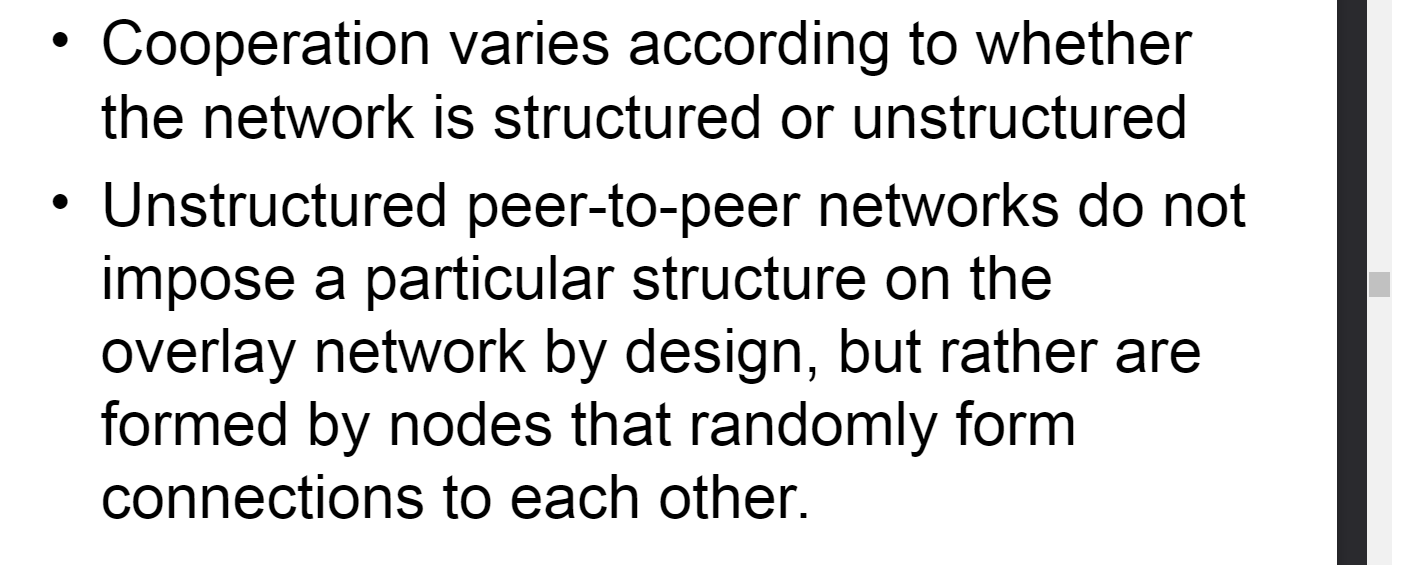 • Cooperation varies according to whether
the network is structured or unstructured
• Unstructured peer-to-peer networks do not
impose a particular structure on the
overlay network by design, but rather are
formed by nodes that randomly form
connections to each other.